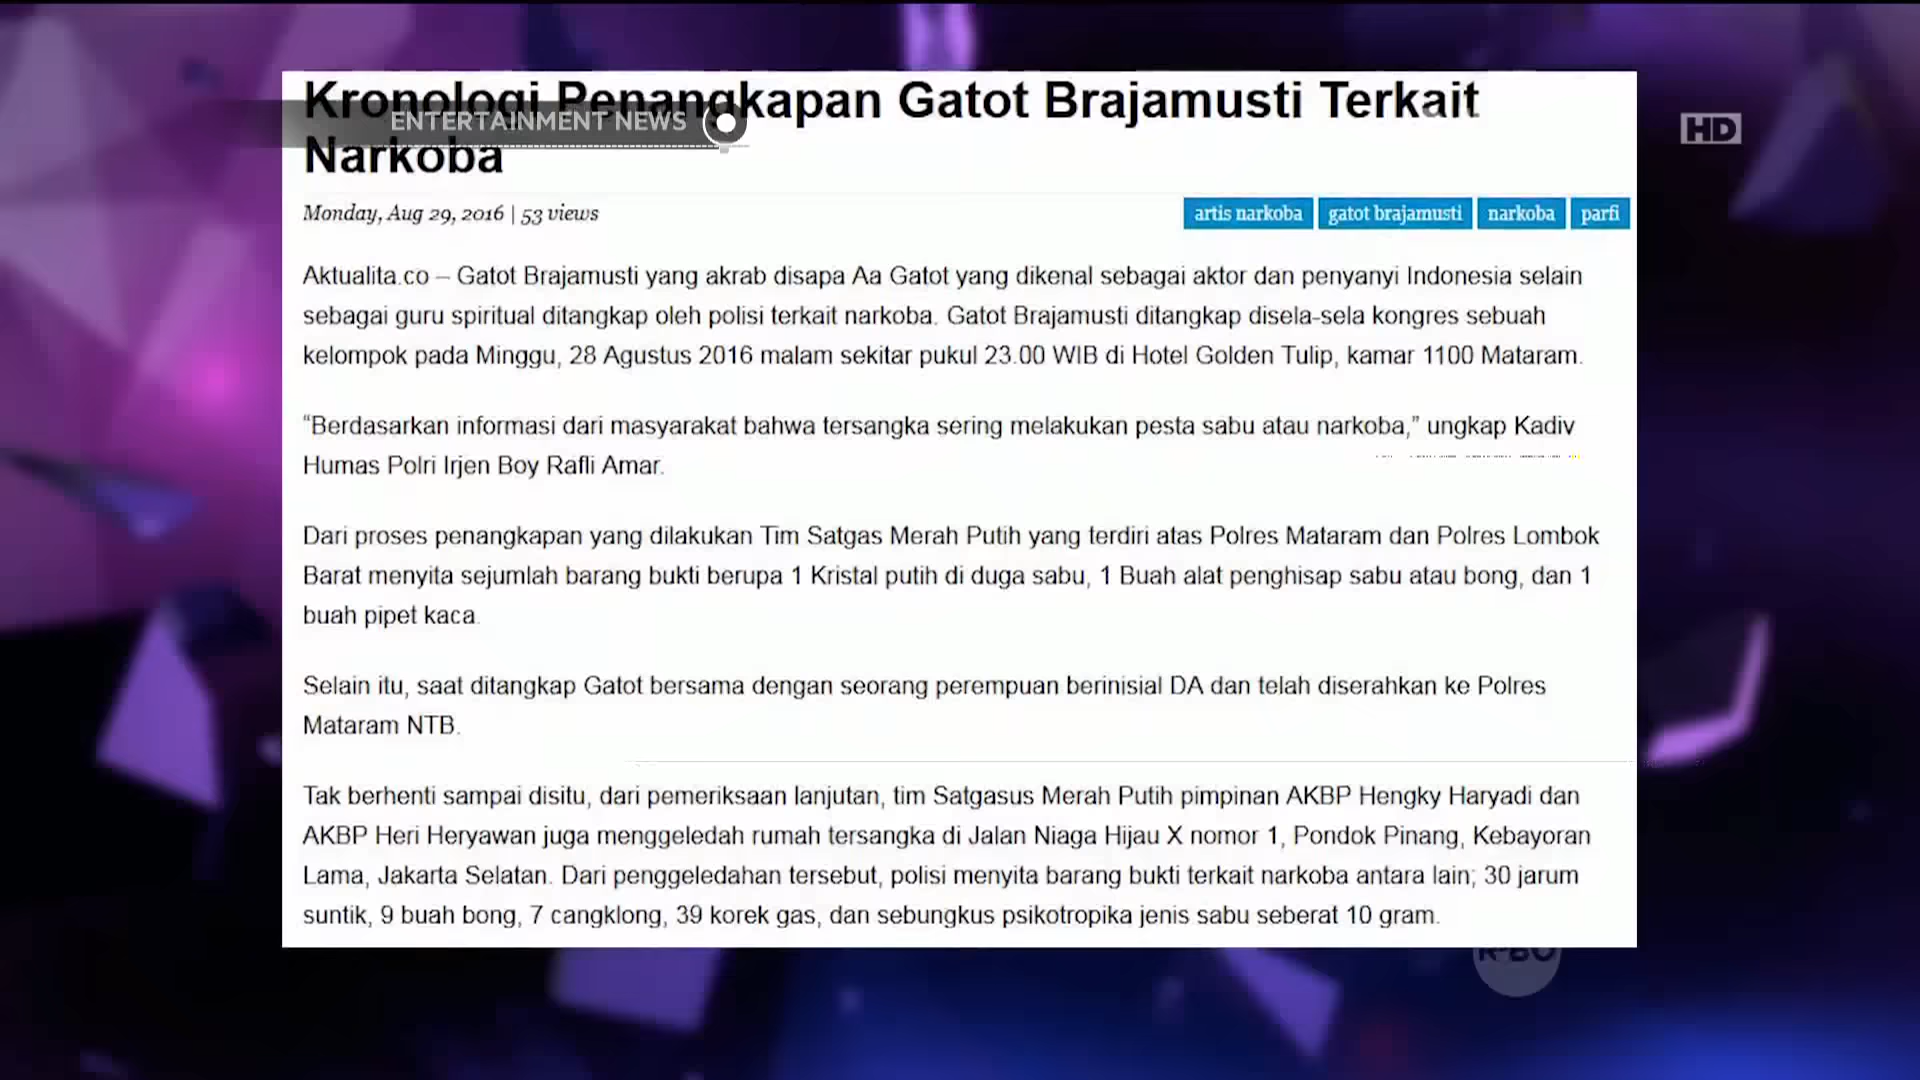 Kronologi Penangkapan Gatot Brajamusti Terkait
Narkoba
ENTERTAINMENT NEWS
HD
Monday, Aug 29, 2016 | 53 views
artis narkoba
gatot brajamusti
narkoba
parfi
Aktualita.co – Gatot Brajamusti yang akrab disapa Aa Gatot yang dikenal sebagai aktor dan penyanyi Indonesia selain
sebagai guru spiritual ditangkap oleh polisi terkait narkoba. Gatot Brajamusti ditangkap disela-sela kongres sebuah
kelompok pada Minggu, 28 Agustus 2016 malam sekitar pukul 23.00 WIB di Hotel Golden Tulip, kamar 1100 Mataram.
“Berdasarkan informasi dari masyarakat bahwa tersangka sering melakukan pesta sabu atau narkoba,” ungkap Kadiv
Humas Polri Irjen Boy Rafli Amar.
Dari proses penangkapan yang dilakukan Tim Satgas Merah Putih yang terdiri atas Polres Mataram dan Polres Lombok
Barat menyita sejumlah barang bukti berupa 1 Kristal putih di duga sabu, 1 Buah alat penghisap sabu atau bong, dan 1
buah pipet kaca.
Selain itu, saat ditangkap Gatot bersama dengan seorang perempuan berinisial DA dan telah diserahkan ke Polres
Mataram NTB.
Tak berhenti sampai disitu, dari pemeriksaan lanjutan, tim Satgasus Merah Putih pimpinan AKBP Hengky Haryadi dan
AKBP Heri Heryawan juga menggeledah rumah tersangka di Jalan Niaga Hijau X nomor 1, Pondok Pinang, Kebayoran
Lama, Jakarta Selatan. Dari penggeledahan tersebut, polisi menyita barang bukti terkait narkoba antara lain; 30 jarum
suntik, 9 buah bong, 7 cangklong, 39 korek gas, dan sebungkus psikotropika jenis sabu seberat 10 gram.